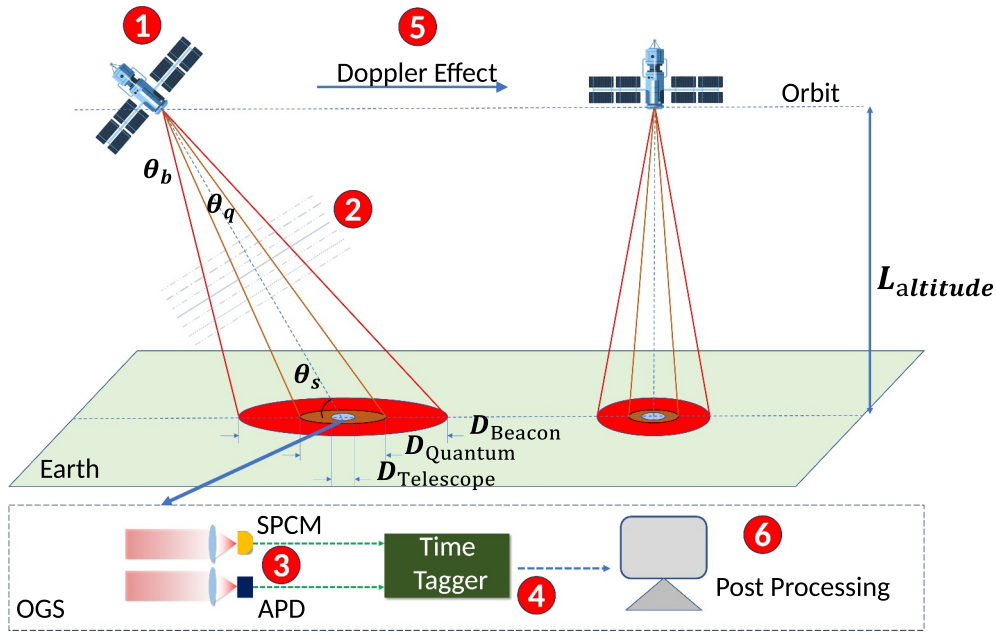 1
5
Doppler Effect
Orbit
θb
θq
2
Laltitude
θs
DBeacon
DQuantum
DTelescope
Earth
SPCM
3
APD
OGS
Time
Tagger
4
6
Post Processing